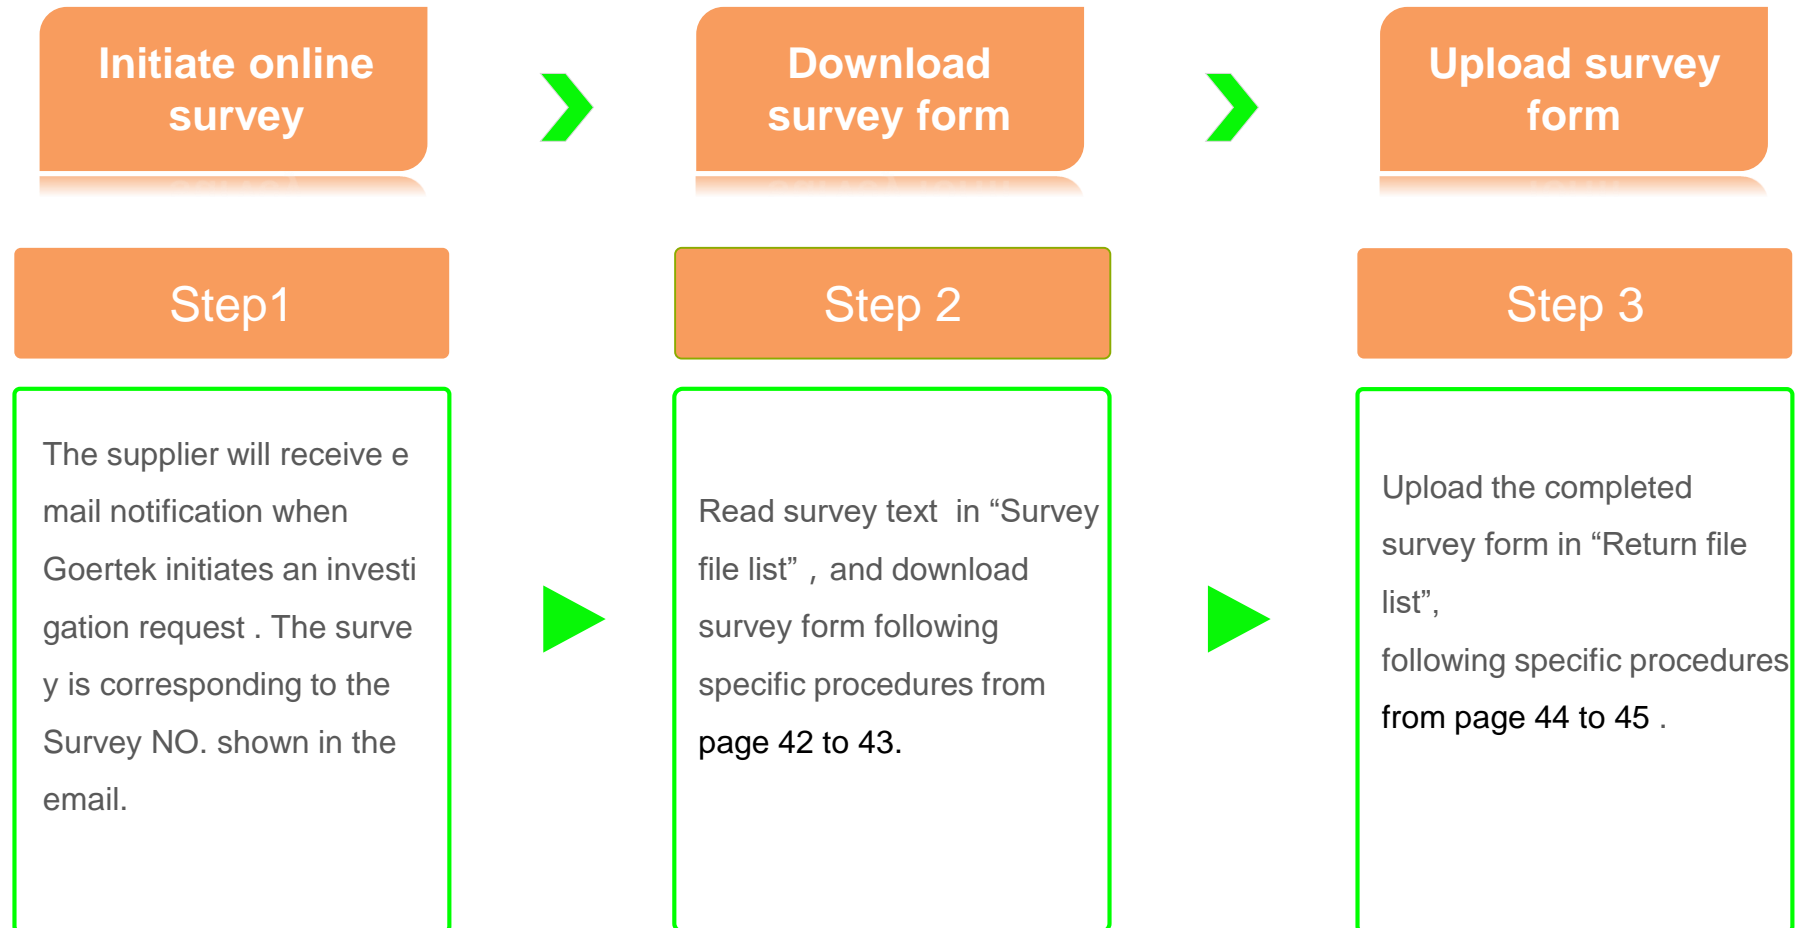 Initiate online
survey
Download
survey form
Upload survey
form
Step1
Step 2
Step 3
The supplier will receive e
mail notification when
Goertek initiates an investi
gation request . The surve
y is corresponding to the
Survey NO. shown in the
email.
Read survey text  in “Survey
file list” , and download
survey form following
specific procedures from
page 42 to 43.
Upload the completed
survey form in “Return file
list”,
following specific procedures
from page 44 to 45 .